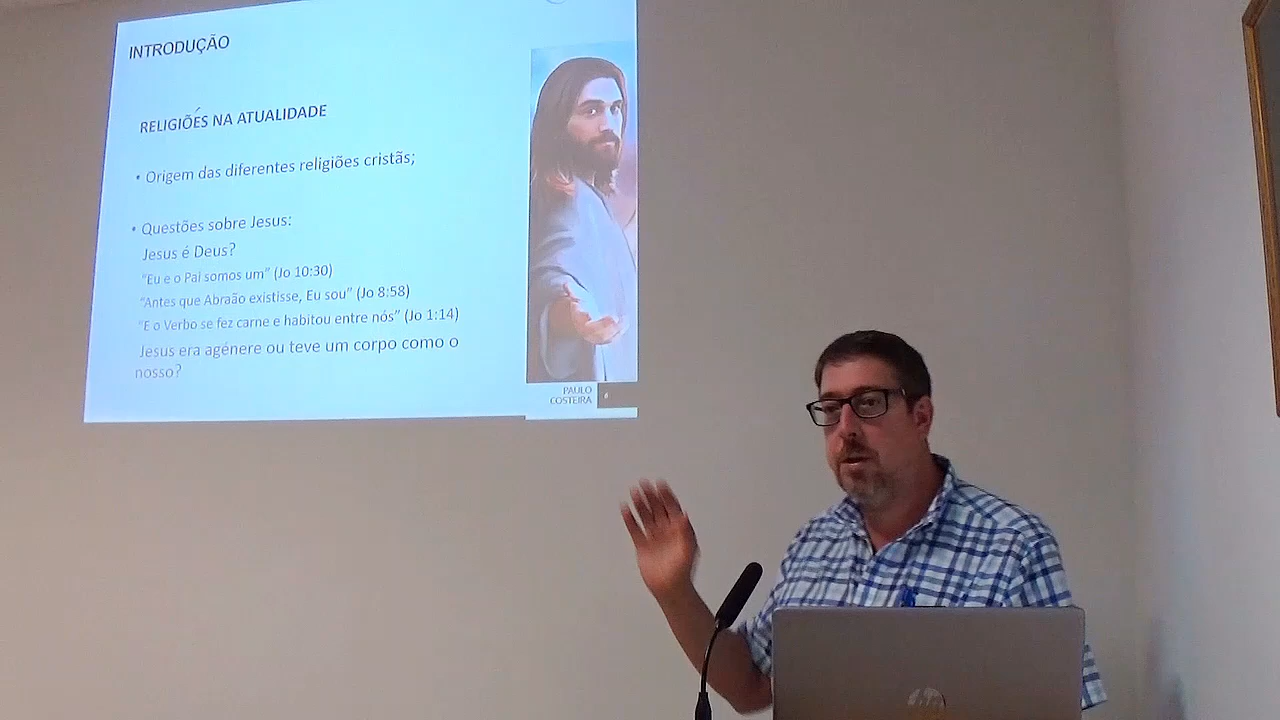 INTRODUÇÃO
RELIGIÕES NA ATUALIDADE
• Origem das diferentes religiões cristãs;
• Questões sobre Jesus:
Jesus é Deus?
"Eu e o Pai somos um" (Jo 10:30)
"Antes que Abraão existisse, Eu sou" (Jo 8:58)
"E o Verbo se fez carne e habitou entre nós" (Jo 1:14)
Jesus era agénere ou teve um corpo como o
nosso?
PAULO
COSTEIRA
6
hp